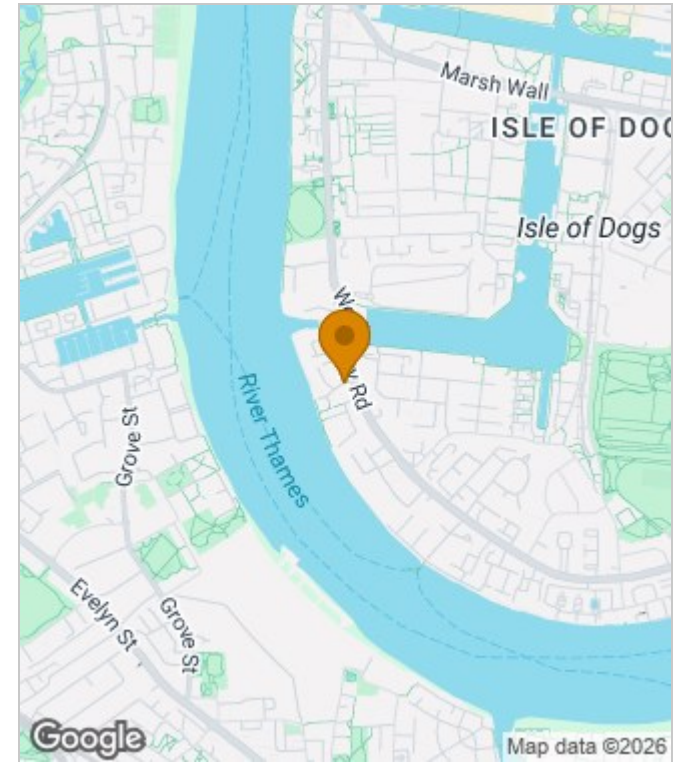 Marsh Wall
ISLE OF DOG
Isle of Dogs
Rd
River Thames
Grove St
Evelyn St
Grove St
Google
Map data ©2026